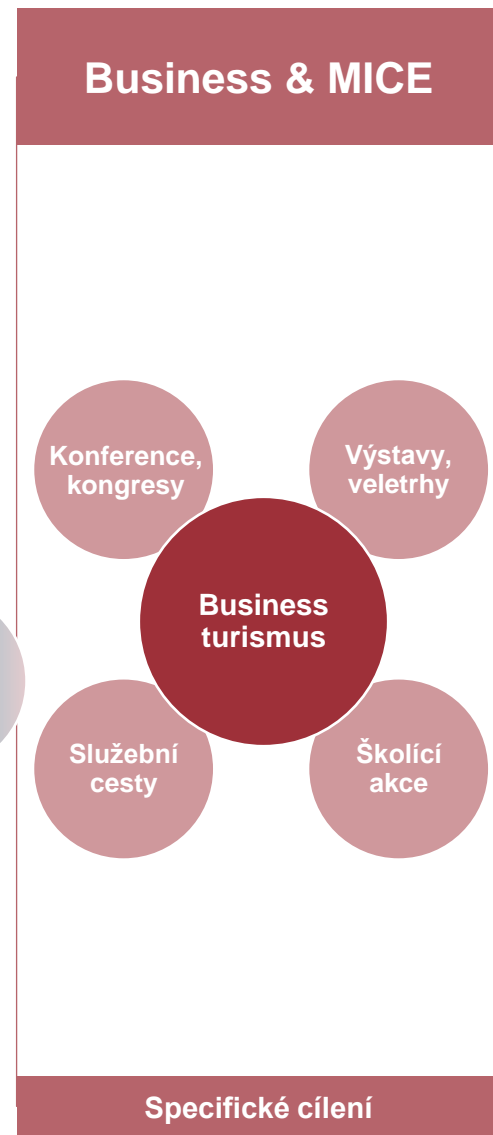 Business & MICE
Konference,
kongresy
Výstavy,
veletrhy
Business
turismus
Služební
cesty
Školící
akce
Specifické cílení